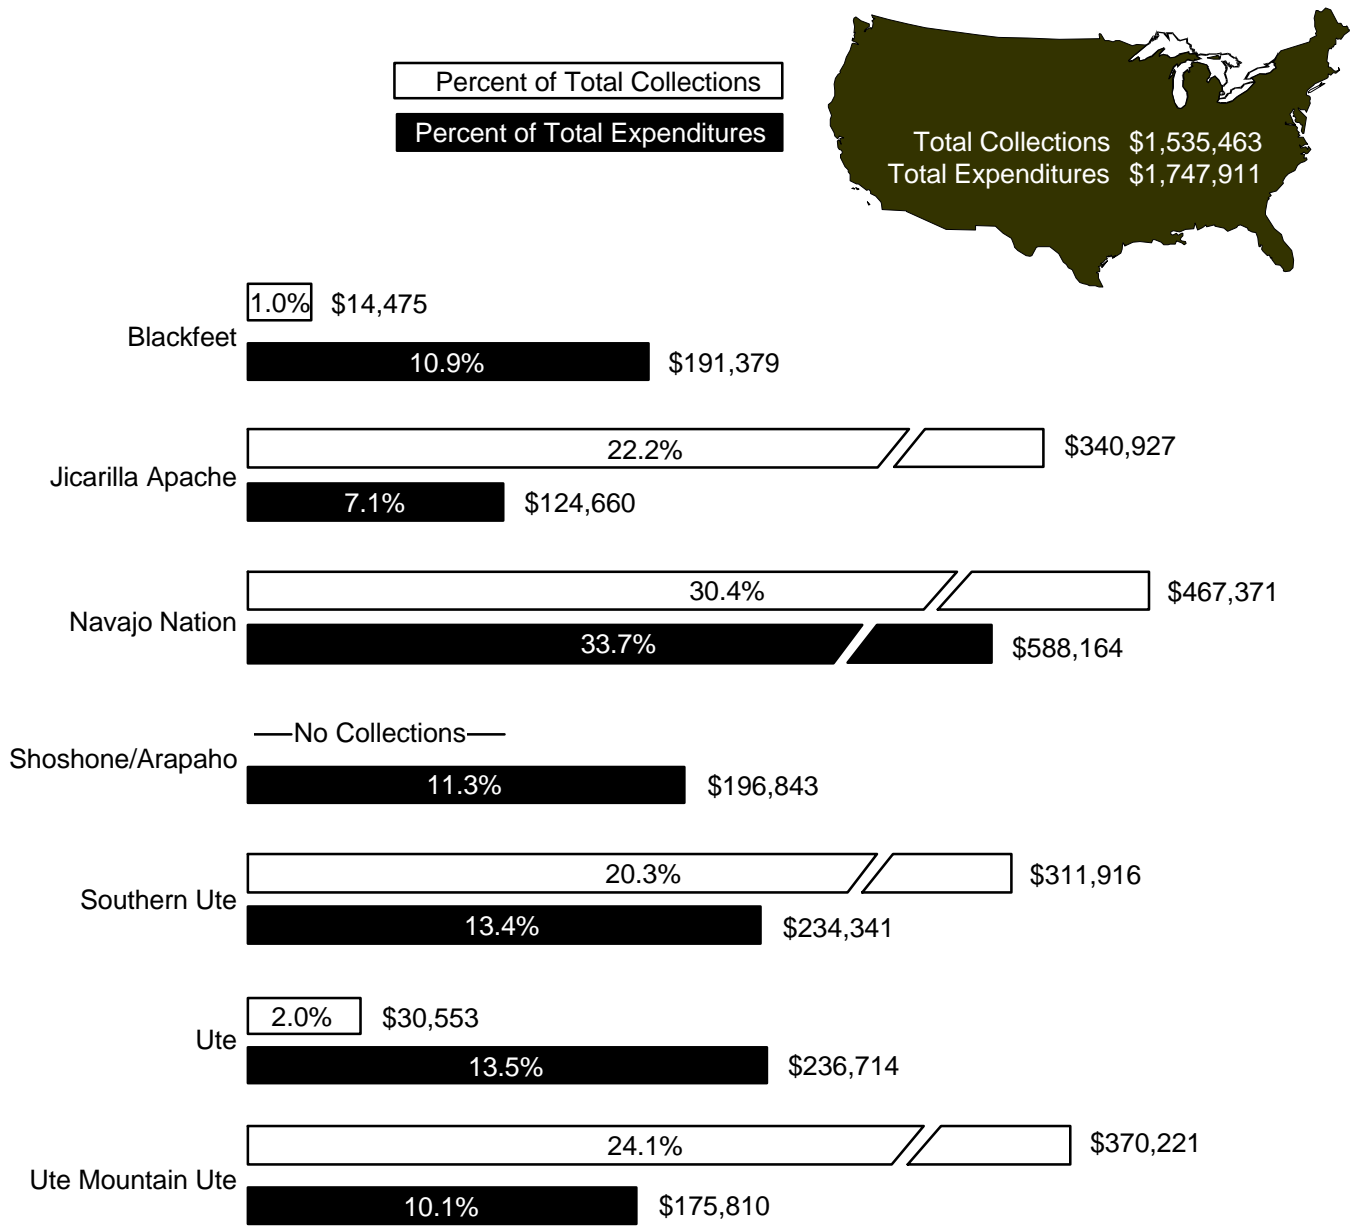 Percent of Total Collections
Percent of Total Expenditures
Total Collections $1,535,463
Total Expenditures $1,747,911
Blackfeet
1.0% $14,475
10.9% $191,379
Jicarilla Apache
22.2% $340,927
7.1% $124,660
Navajo Nation
30.4% $467,371
33.7% $588,164
Shoshone/Arapaho
No Collections
11.3% $196,843
Southern Ute
20.3% $311,916
13.4% $234,341
Ute
2.0% $30,553
13.5% $236,714
Ute Mountain Ute
24.1% $370,221
10.1% $175,810